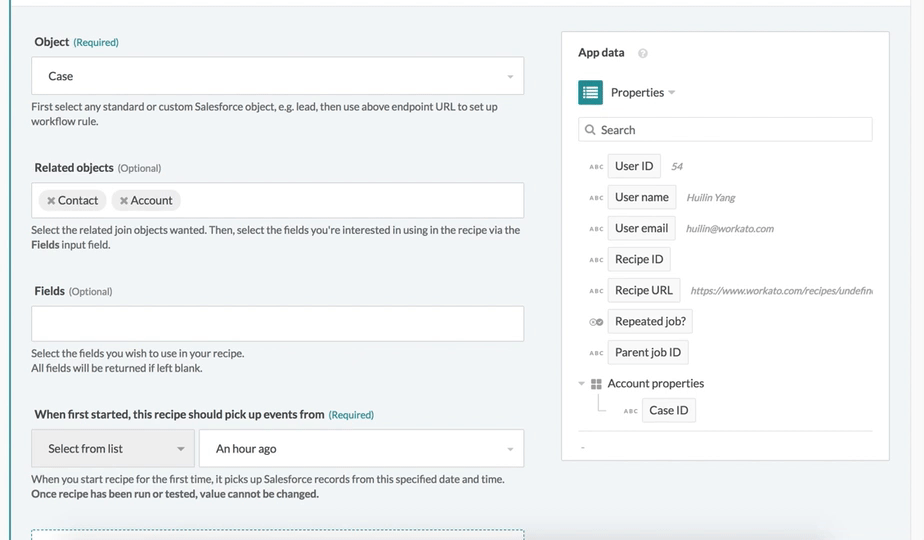 Object (Required)
Case
First select any standard or custom Salesforce object, e.g. lead, then use above endpoint URL to set up
workflow rule.
Related objects (Optional)
Contact Account
Select the related join objects wanted. Then, select the fields you're interested in using in the recipe via the
Fields input field.
Fields (Optional)
Select the fields you wish to use in your recipe.
All fields will be returned if left blank.
When first started, this recipe should pick up events from (Required)
Select from list An hour ago
When you start recipe for the first time, it picks up Salesforce records from this specified date and time.
Once recipe has been run or tested, value cannot be changed.
App data ?
Properties
Search
ABC User ID 54
ABC User name Huilin Yang
ABC User email huilin@workato.com
ABC Recipe ID
ABC Recipe URL https://www.workato.com/recipes/undefin
Repeated job?
ABC Parent job ID
Account properties
ABC Case ID